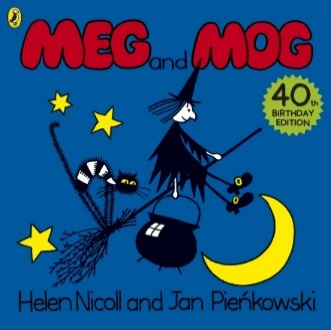 MEG and MOG
40th
BIRTHDAY
EDITION
Helen Nicoll and Jan Pieńkowski